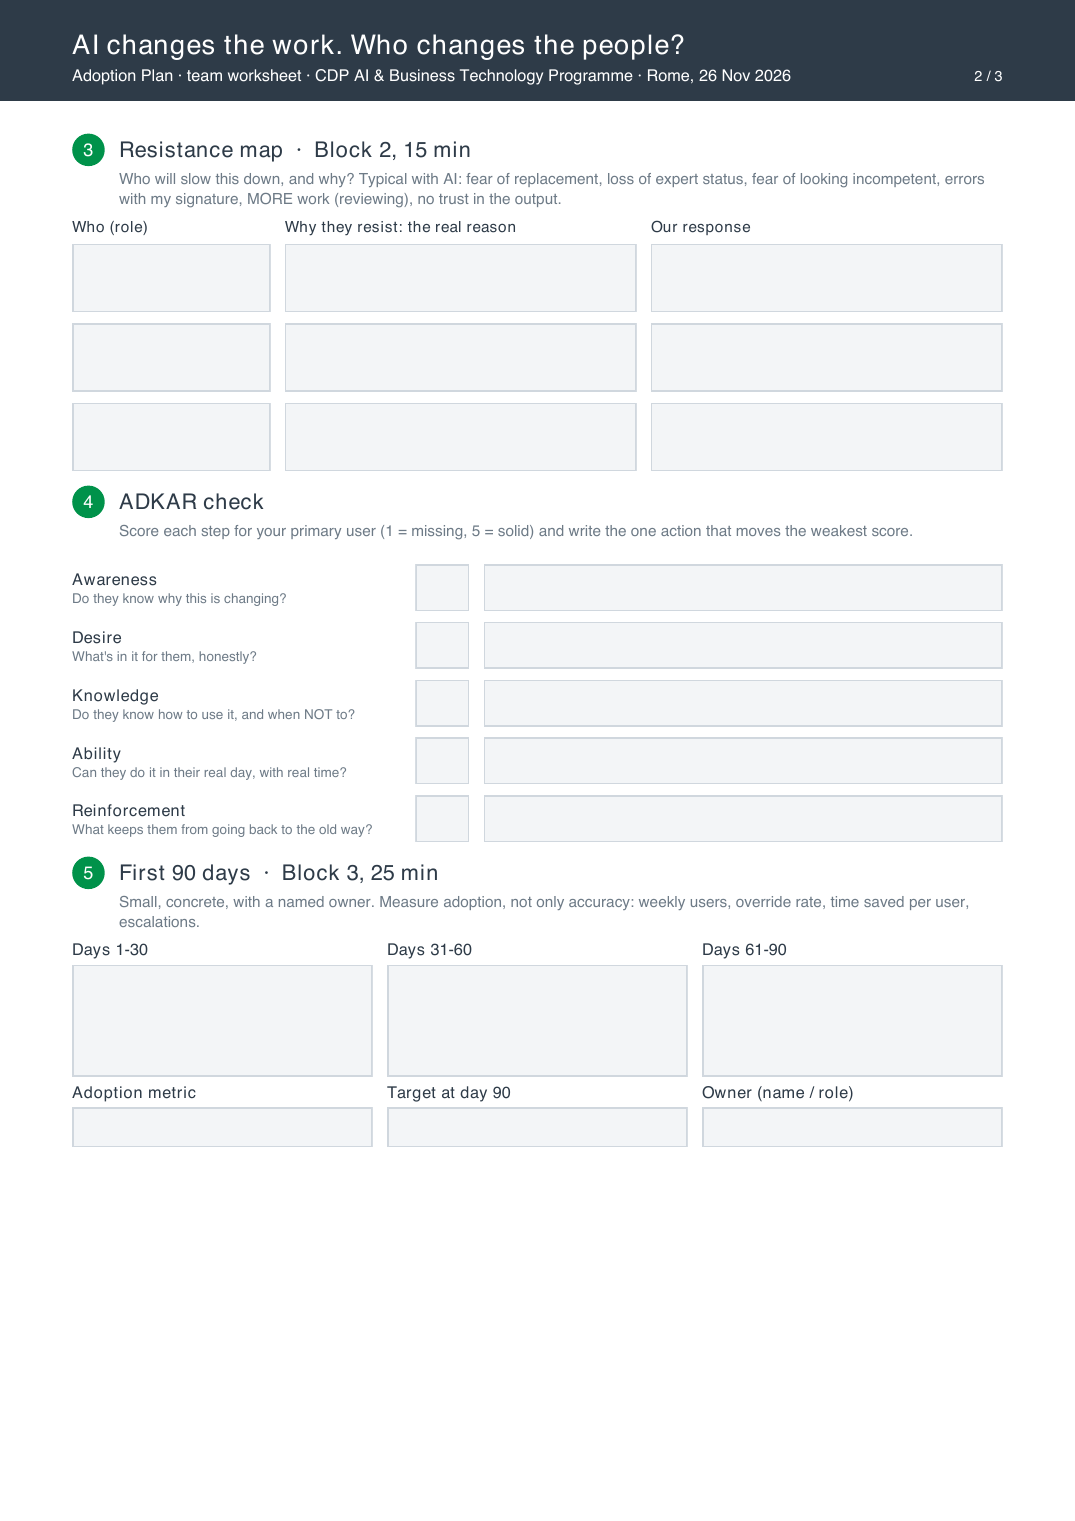 AI changes the work. Who changes the people?
Adoption Plan · team worksheet · CDP AI & Business Technology Programme · Rome, 26 Nov 2026
2 / 3
3
Resistance map · Block 2, 15 min
Who will slow this down, and why? Typical with AI: fear of replacement, loss of expert status, fear of looking incompetent, errors
with my signature, MORE work (reviewing), no trust in the output.
Who (role)
Why they resist: the real reason
Our response
4
ADKAR check
Score each step for your primary user (1 = missing, 5 = solid) and write the one action that moves the weakest score.
Awareness
Do they know why this is changing?
Desire
What's in it for them, honestly?
Knowledge
Do they know how to use it, and when NOT to?
Ability
Can they do it in their real day, with real time?
Reinforcement
What keeps them from going back to the old way?
5
First 90 days · Block 3, 25 min
Small, concrete, with a named owner. Measure adoption, not only accuracy: weekly users, override rate, time saved per user,
escalations.
Days 1-30
Days 31-60
Days 61-90
Adoption metric
Target at day 90
Owner (name / role)